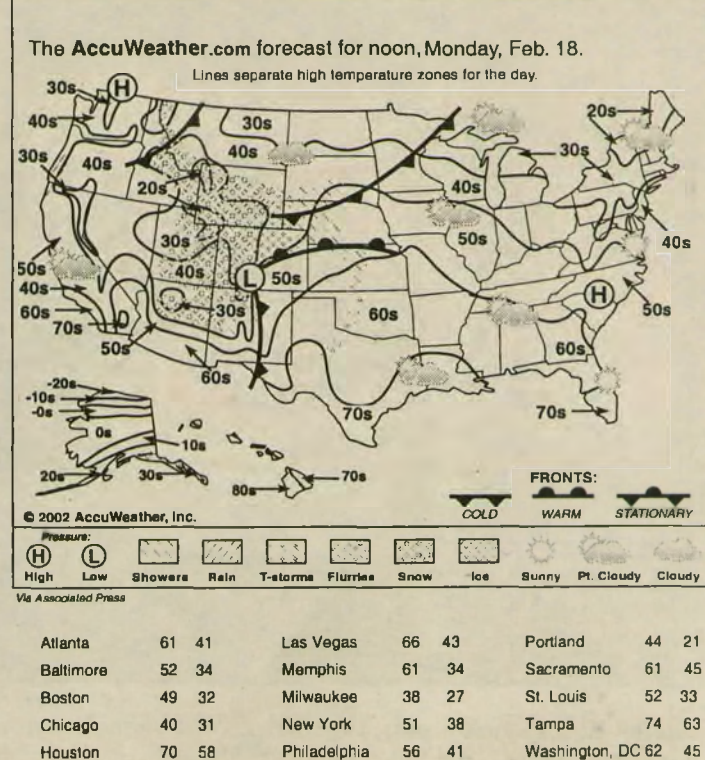 The AccuWeather.com forecast for noon, Monday, Feb. 18.
Lines separate high temperature zones for the day.
30s
H
40s
30s
40s
30s
40s
20s
30s
40s
20s
30s
40s
50s
40s
50s
40s
60s
70s
50s
30s
L
50s
60s
H
50s
60s
60s
70s
70s
-20s
-10s
-0s
0s
10s
20s
30s
80s
70s
FRONTS:
COLD WARM STATIONARY
© 2002 AccuWeather, Inc.
Pressure:
H L
High Low Showers Rain T-storms Flurries Snow Ice Sunny Pt. Cloudy Cloudy
Via Associated Press
Atlanta 61 41 Las Vegas 66 43 Portland 44 21
Baltimore 52 34 Memphis 61 34 Sacramento 61 45
Boston 49 32 Milwaukee 38 27 St. Louis 52 33
Chicago 40 31 New York 51 38 Tampa 74 63
Houston 70 58 Philadelphia 56 41 Washington, DC 62 45